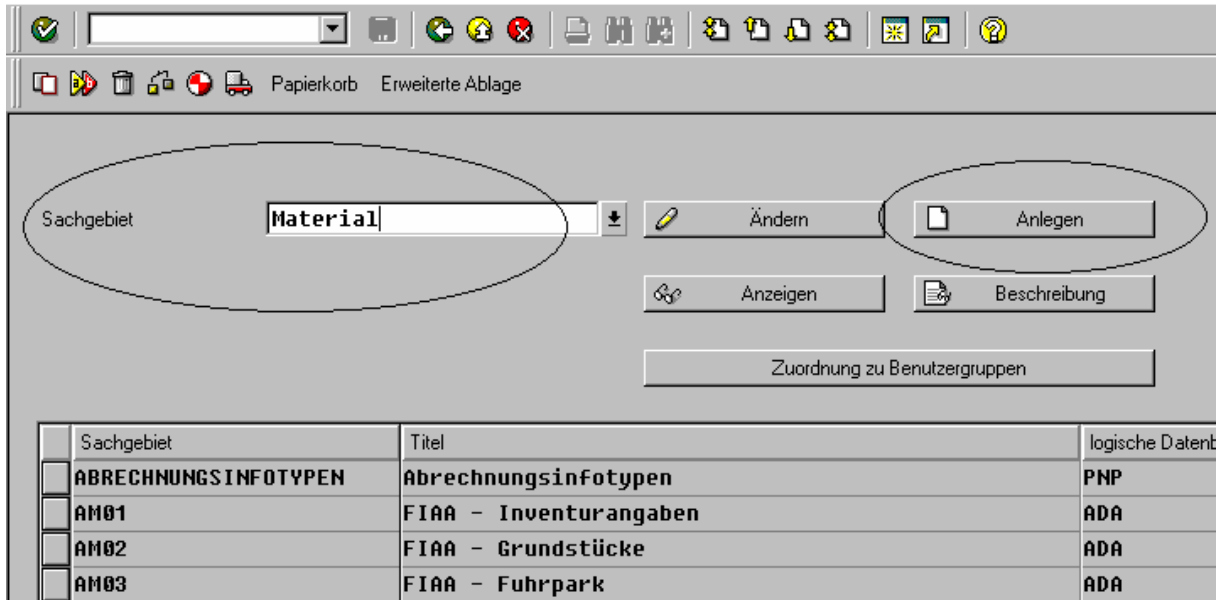 Papierkorb Erweiterte Ablage
Sachgebiet Material Ändern Anlegen
Anzeigen Beschreibung
Zuordnung zu Benutzergruppen
Sachgebiet Titel logische Datenb
ABRECHNUNGSINFOTYPEN Abrechnungsinfotypen PNP
AM01 FIAA - Inventurangaben ADA
AM02 FIAA - Grundstücke ADA
AM03 FIAA - Fuhrpark ADA